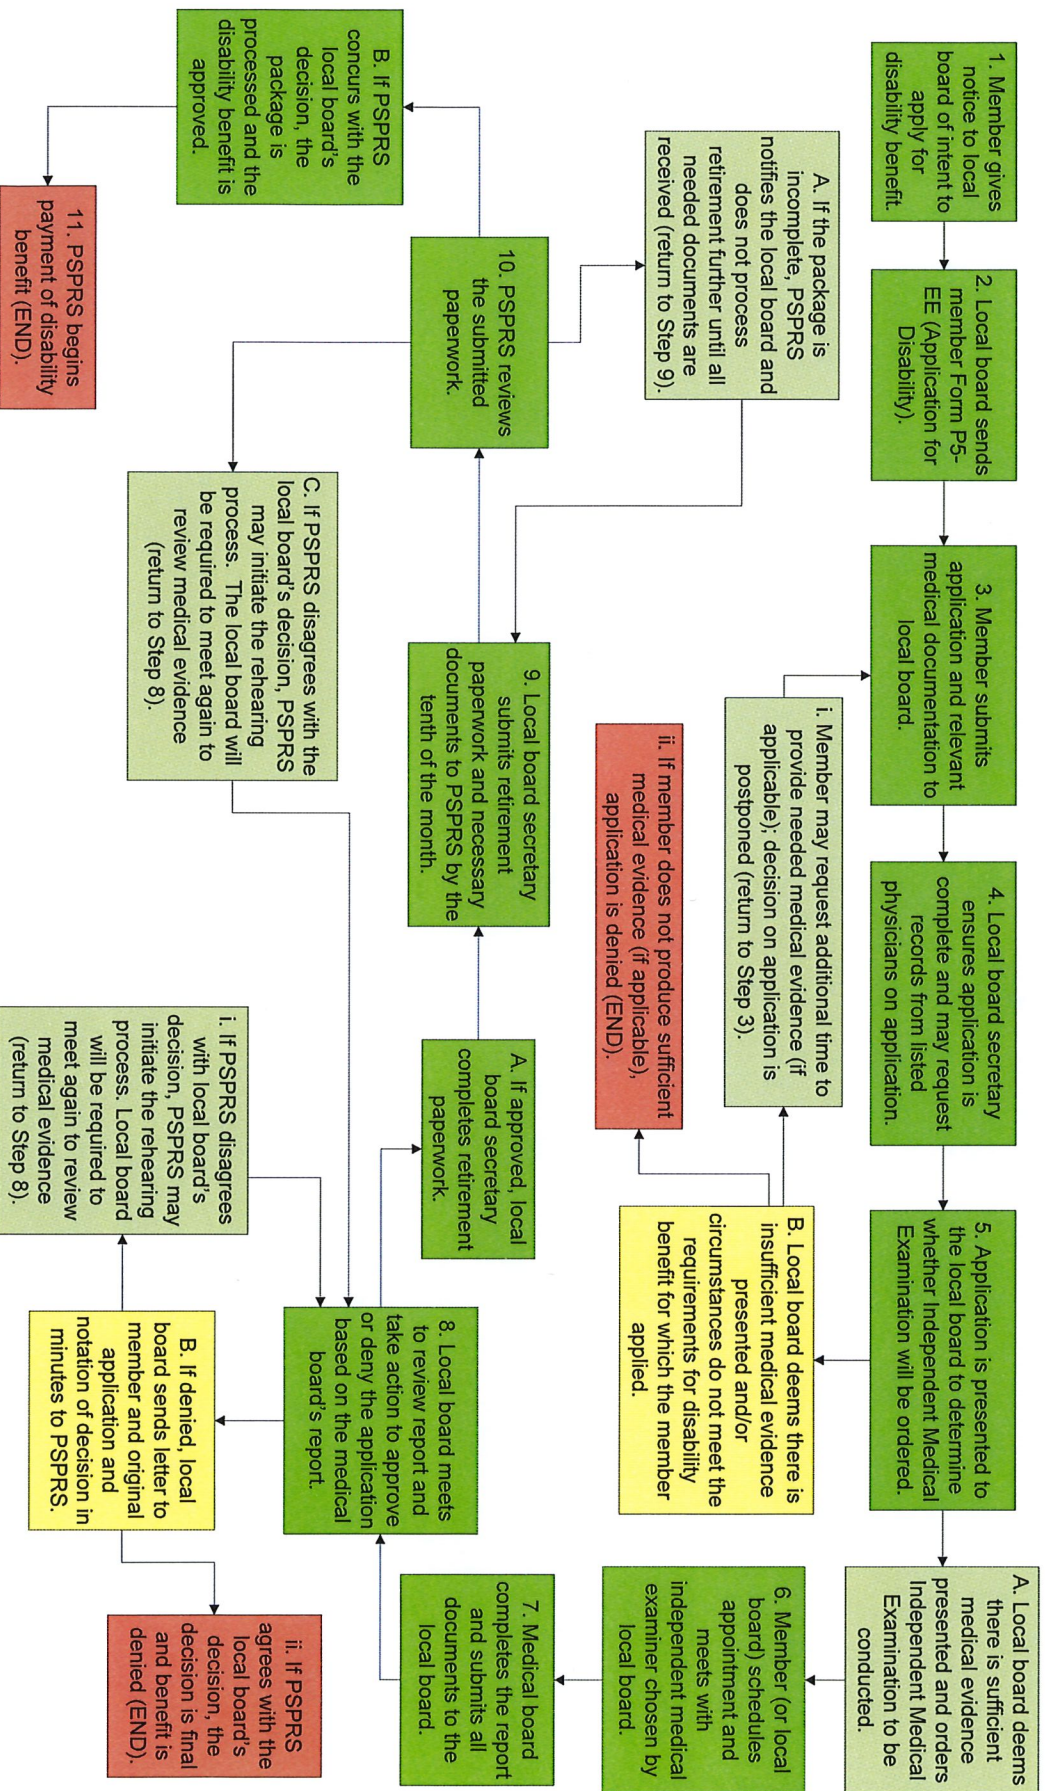 1. Member gives
notice to local
board of intent to
apply for
disability benefit.
2. Local board sends
member Form P5-
EE (Application for
Disability).
3. Member submits
application and relevant
medical documentation to
local board.
4. Local board secretary
ensures application is
complete and may request
records from listed
physicians on application.
5. Application is presented to
the local board to determine
whether Independent Medical
Examination will be ordered.
A. Local board deems
there is sufficient
medical evidence
presented and orders
Independent Medical
Examination to be
conducted.
B. Local board deems there is
insufficient medical evidence
presented and/or
circumstances do not meet the
requirements for disability
benefit for which the member
applied.
i. Member may request additional time to
provide needed medical evidence (if
applicable); decision on application is
postponed (return to Step 3).
ii. If member does not produce sufficient
medical evidence (if applicable),
application is denied (END).
6. Member (or local
board) schedules
appointment and
meets with
independent medical
examiner chosen by
local board.
7. Medical board
completes the report
and submits all
documents to the
local board.
8. Local board meets
to review report and to
take action to approve
or deny the application
based on the medical
board's report.
A. If approved, local
board secretary
completes retirement
paperwork.
B. If denied, local
board sends letter to
member and original
application and
notation of decision in
minutes to PSPRS.
i. If PSPRS disagrees
with local board's
decision, PSPRS may
initiate the rehearing
process. Local board
will be required to
meet again to review
medical evidence
(return to Step 8).
ii. If PSPRS
agrees with the
local board's
decision, the
decision is final
and benefit is
denied (END).
9. Local board secretary
submits retirement
paperwork and necessary
documents to PSPRS by the
tenth of the month.
10. PSPRS reviews
the submitted
paperwork.
A. If the package is
incomplete, PSPRS
notifies the local board and
does not process
retirement further until all
needed documents are
received (return to Step 9).
B. If PSPRS
concurs with the
local board's
decision, the
package is
processed and the
disability benefit is
approved.
C. If PSPRS disagrees with the
local board's decision, PSPRS
may initiate the rehearing
process. The local board will
be required to meet again to
review medical evidence
(return to Step 8).
11. PSPRS begins
payment of disability
benefit (END).